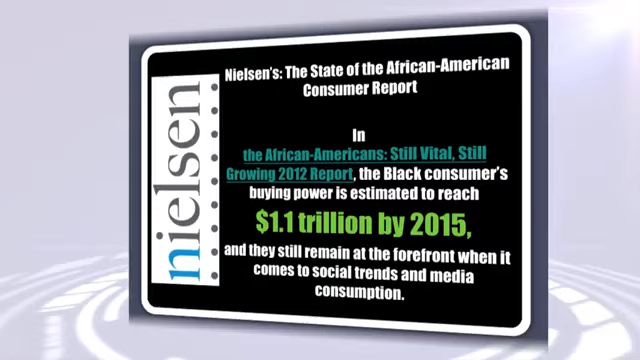 nielsen
Nielsen's: The State of the African-American
Consumer Report
In
the African-Americans: Still Vital, Still
Growing 2012 Report, the Black consumer's
buying power is estimated to reach
$1.1 trillion by 2015,
and they still remain at the forefront when it
comes to social trends and media
consumption.